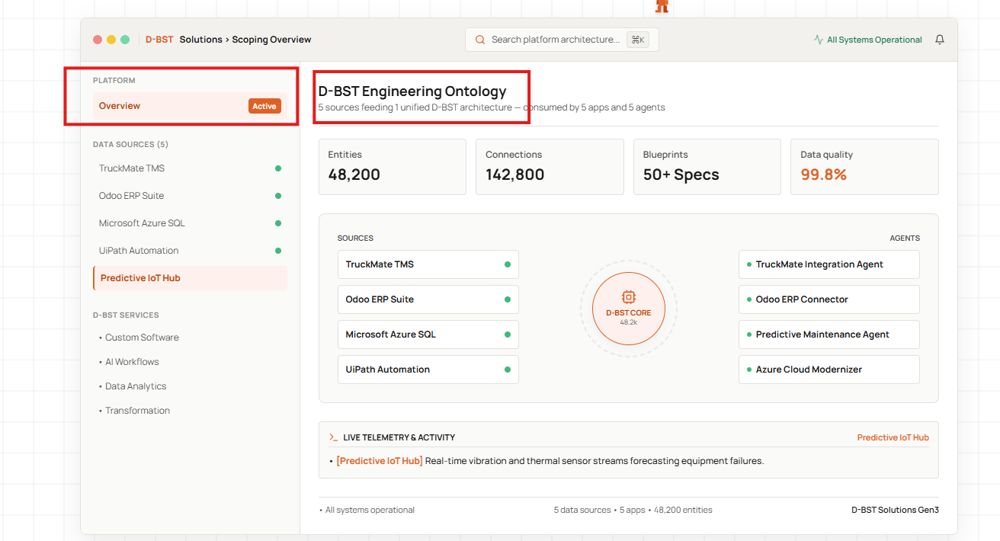 D-BST Solutions › Scoping Overview
Search platform architecture... ⌘K
All Systems Operational
PLATFORM
Overview Active
DATA SOURCES (5)
TruckMate TMS
Odoo ERP Suite
Microsoft Azure SQL
UiPath Automation
Predictive IoT Hub
D-BST SERVICES
• Custom Software
• AI Workflows
• Data Analytics
• Transformation
D-BST Engineering Ontology
5 sources feeding 1 unified D-BST architecture — consumed by 5 apps and 5 agents
Entities
48,200
Connections
142,800
Blueprints
50+ Specs
Data quality
99.8%
SOURCES
TruckMate TMS
Odoo ERP Suite
Microsoft Azure SQL
UiPath Automation
D-BST CORE
48.2k
AGENTS
TruckMate Integration Agent
Odoo ERP Connector
Predictive Maintenance Agent
Azure Cloud Modernizer
LIVE TELEMETRY & ACTIVITY
Predictive IoT Hub
• [Predictive IoT Hub] Real-time vibration and thermal sensor streams forecasting equipment failures.
• All systems operational
5 data sources • 5 apps • 48,200 entities
D-BST Solutions Gen3